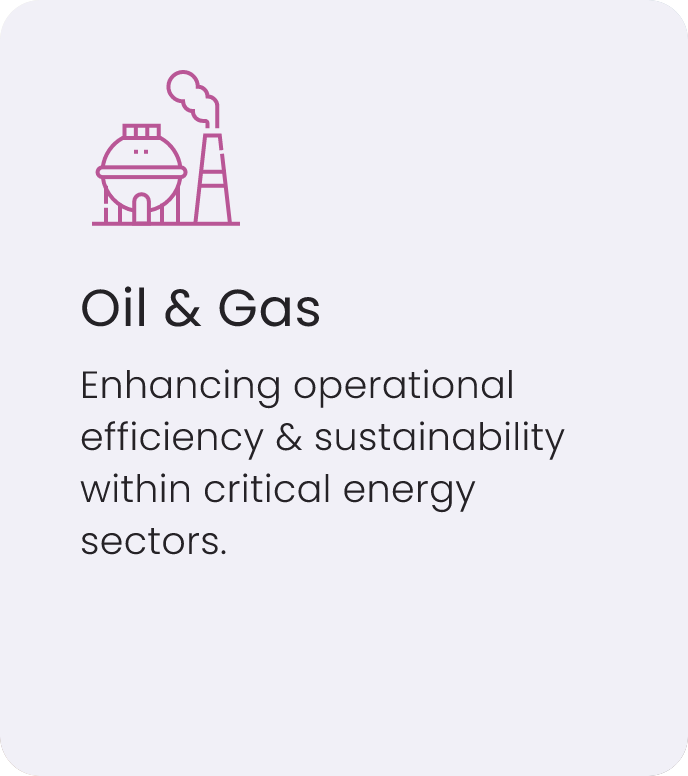 Oil & Gas
Enhancing operational
efficiency & sustainability
within critical energy
sectors.